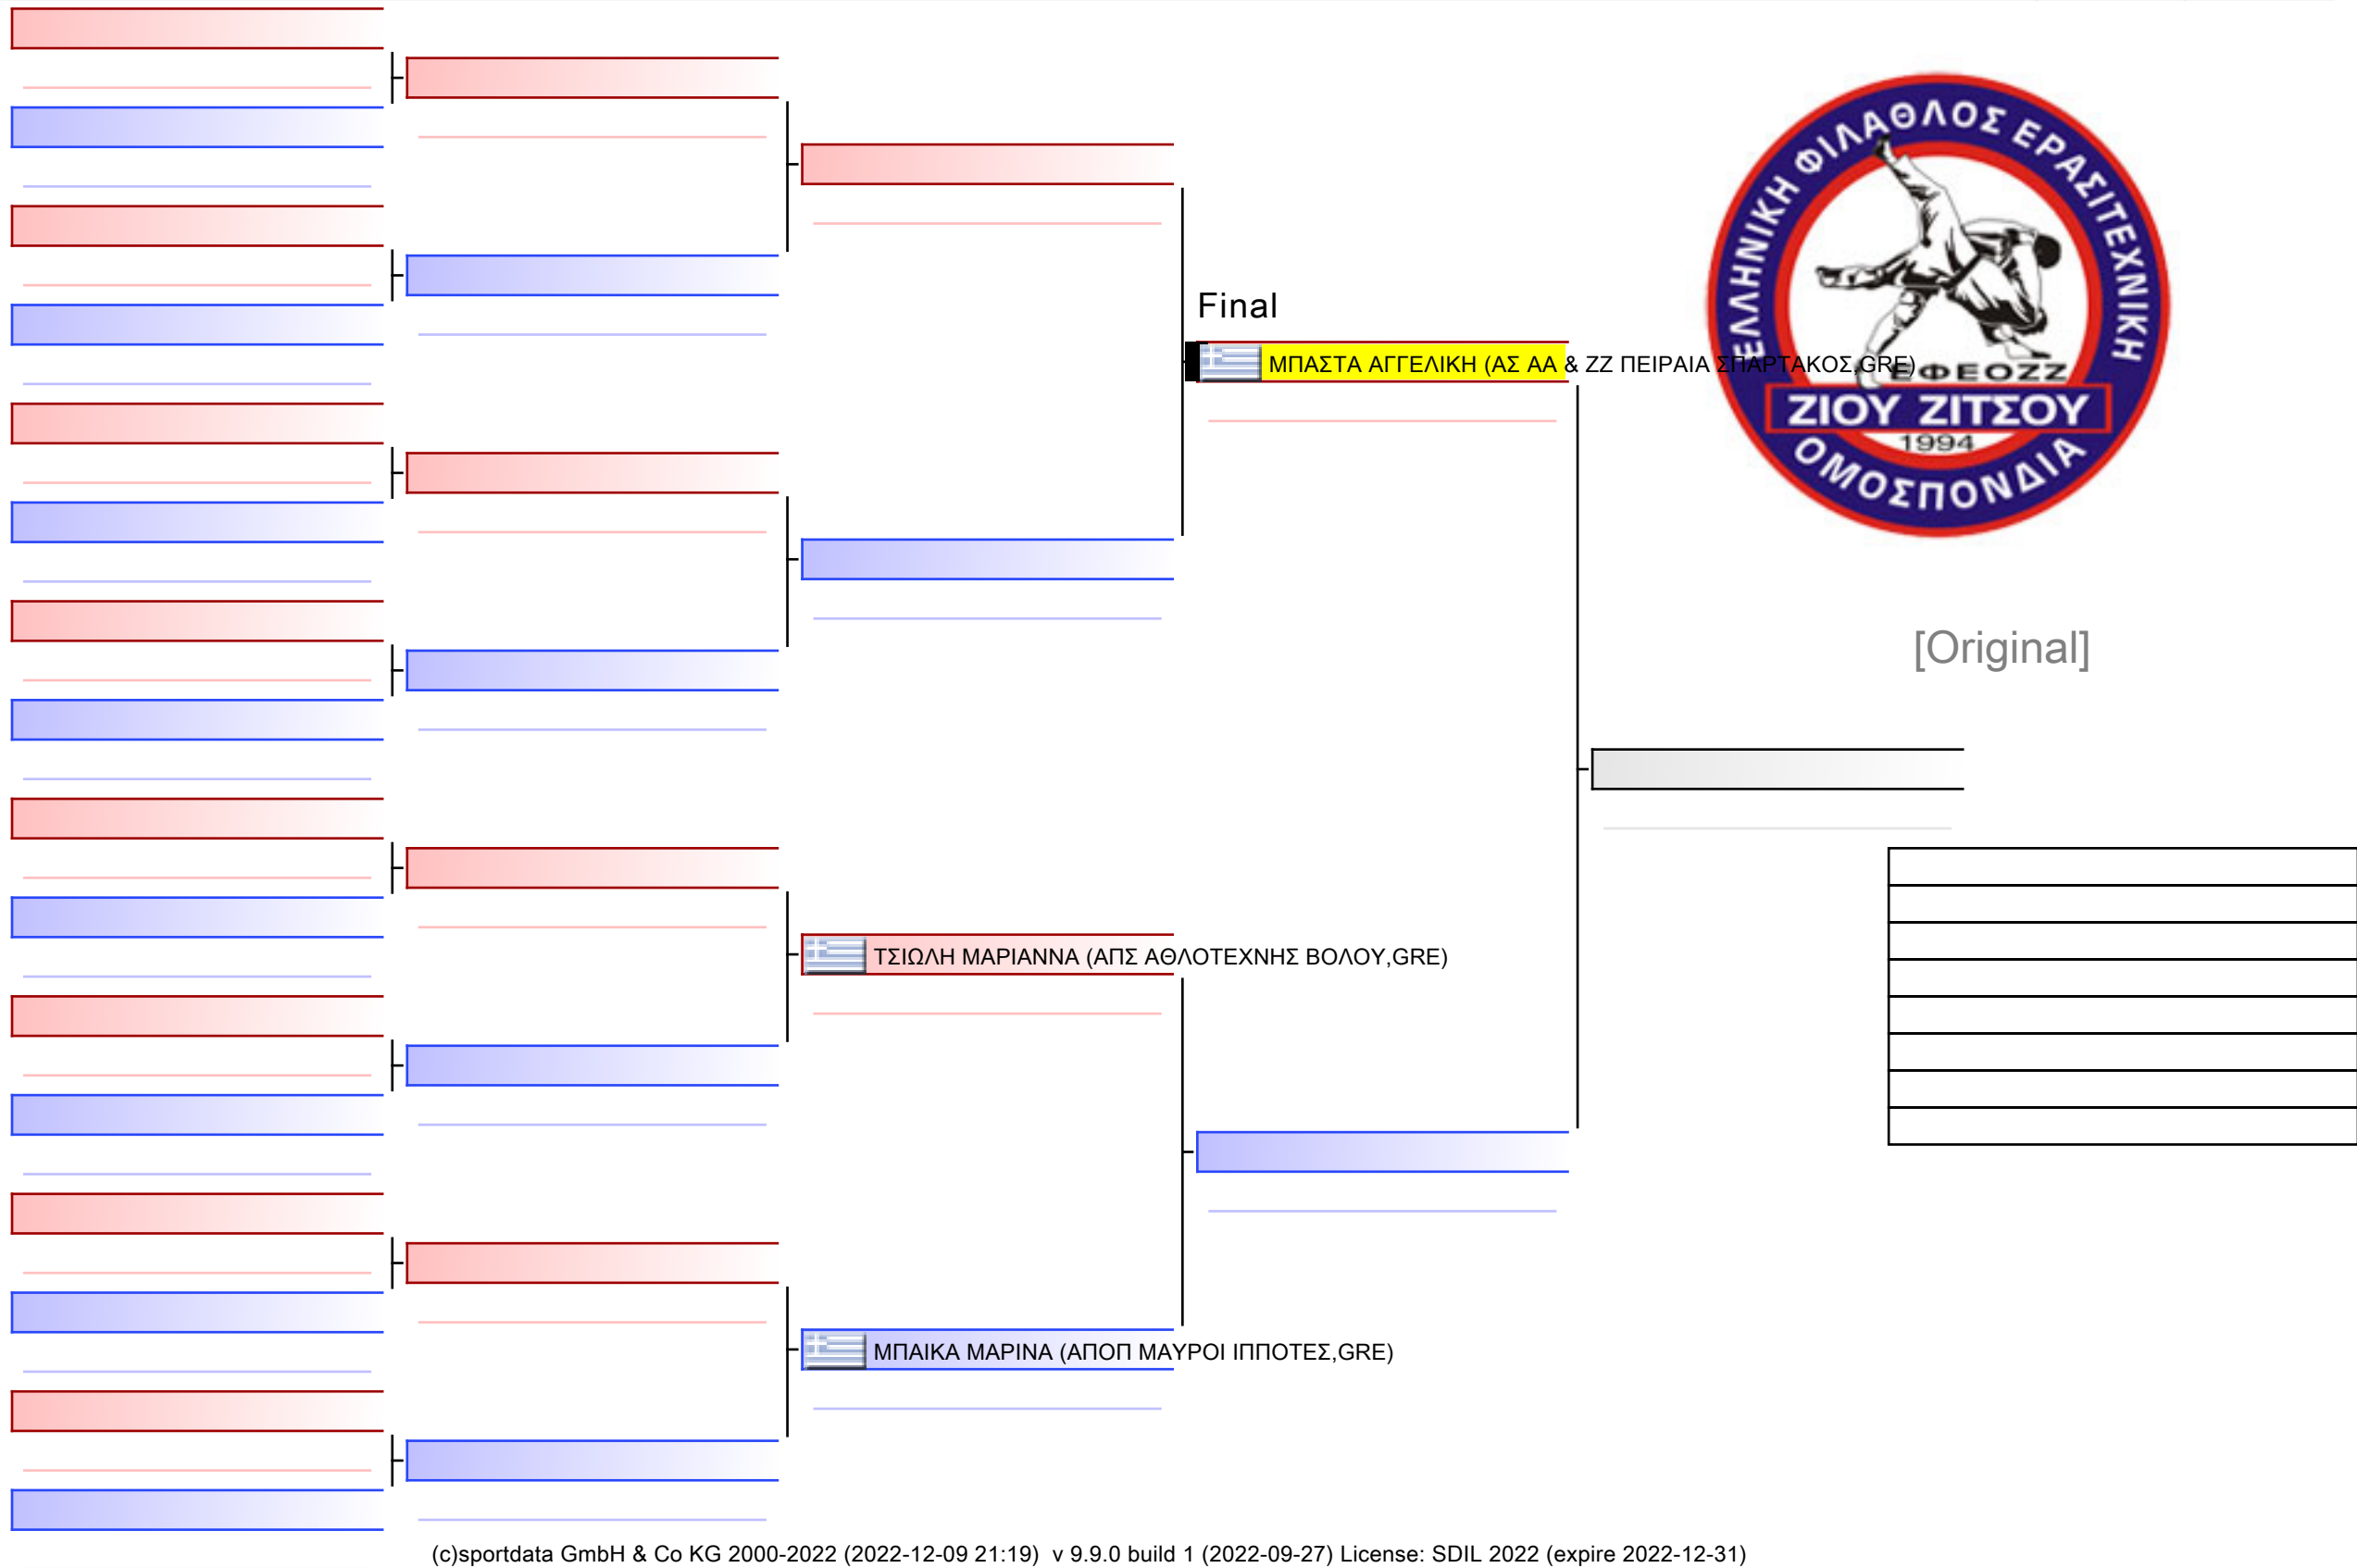 ΕΛΛΗΝΙΚΗ ΦΙΛΑΘΛΟΣ ΕΡΑΣΙΤΕΧΝΙΚΗ
Final
ΜΠΑΣΤΑ ΑΓΓΕΛΙΚΗ (ΑΣ ΑΑ & ΖΖ ΠΕΙΡΑΙΑ ΣΠΑΡΤΑΚΟΣ,GRE)
ΕΦΕΟΖΖ
ΖΙΟΥ ΖΙΤΣΟΥ
1994
ΟΜΟΣΠΟΝΔΙΑ
[Original]
ΤΣΙΩΛΗ ΜΑΡΙΑΝΝΑ (ΑΠΣ ΑΘΛΟΤΕΧΝΗΣ ΒΟΛΟΥ,GRE)
ΜΠΑΙΚΑ ΜΑΡΙΝΑ (ΑΠΟΠ ΜΑΥΡΟΙ ΙΠΠΟΤΕΣ,GRE)
(c)sportdata GmbH & Co KG 2000-2022 (2022-12-09 21:19) v 9.9.0 build 1 (2022-09-27) License: SDIL 2022 (expire 2022-12-31)